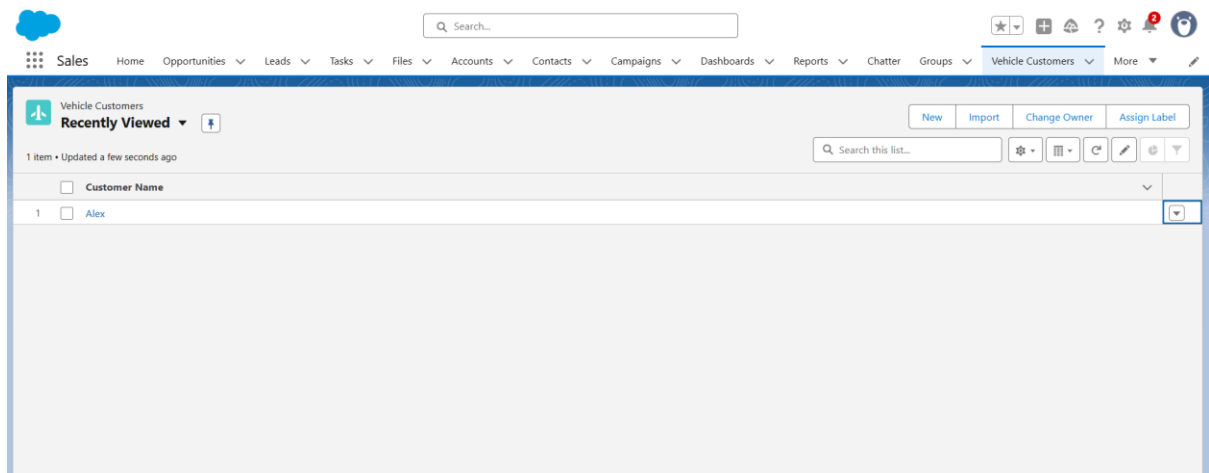 Search...
2
Sales Home Opportunities Leads Tasks Files Accounts Contacts Campaigns Dashboards Reports Chatter Groups Vehicle Customers More
Vehicle Customers
Recently Viewed
New Import Change Owner Assign Label
1 item • Updated a few seconds ago
Search this list...
Customer Name
1 Alex